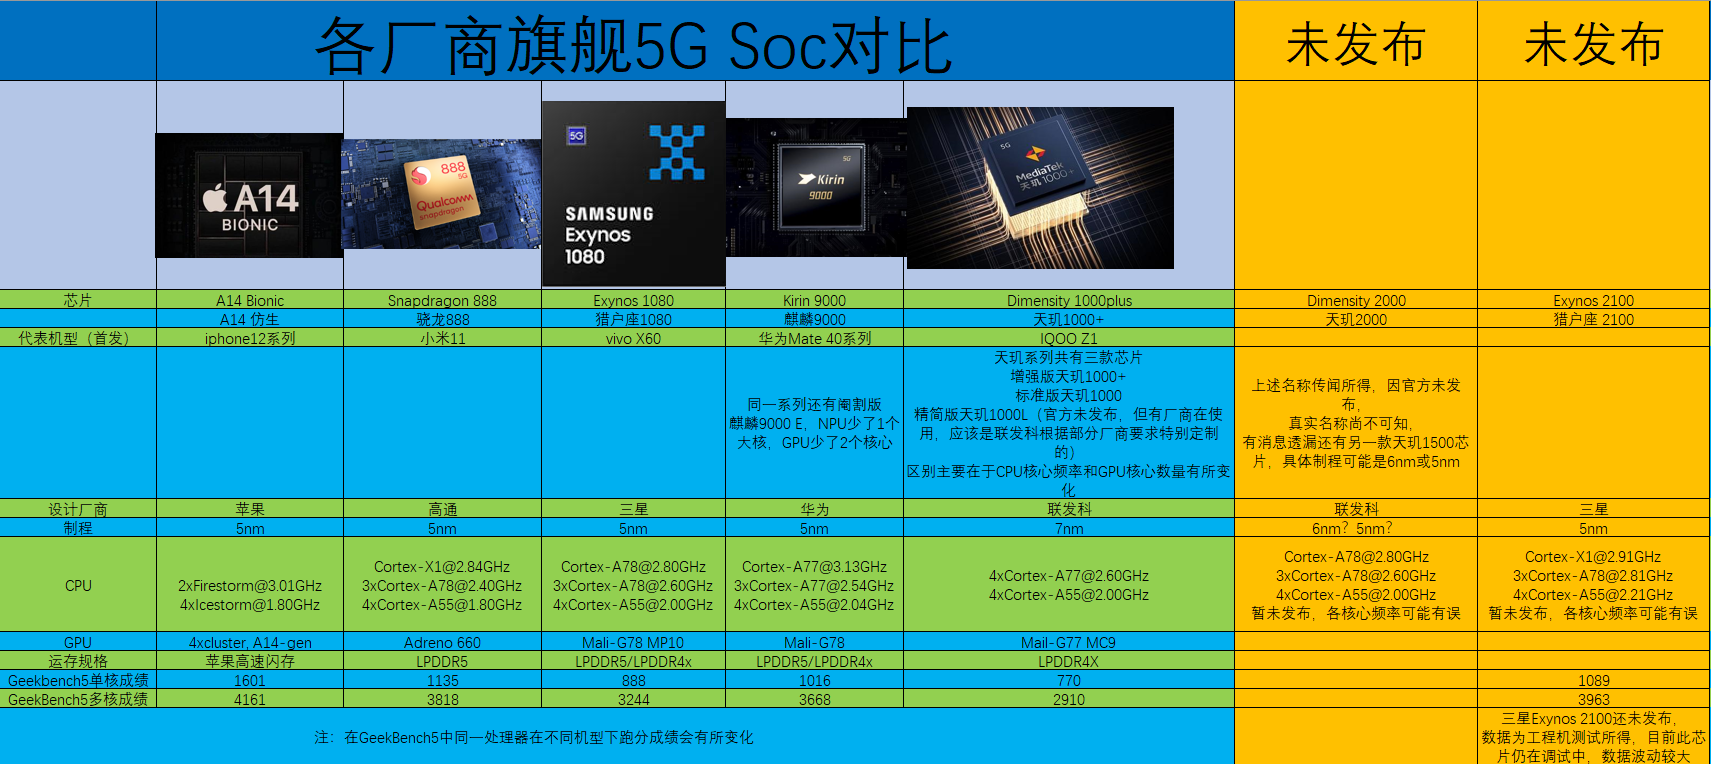 各厂商旗舰5G Soc对比
未发布
未发布
A14
BIONIC
888
5G
Qualcomm
snapdragon
5G
SAMSUNG
Exynos
1080
5G
Kirin
9000
5G
MediaTek
天玑 1000+
芯片
A14 Bionic
Snapdragon 888
Exynos 1080
Kirin 9000
Dimensity 1000plus
Dimensity 2000
Exynos 2100
A14 仿生
骁龙888
猎户座1080
麒麟9000
天玑1000+
天玑2000
猎户座 2100
代表机型（首发）
iphone12系列
小米11
vivo X60
华为Mate 40系列
IQOO Z1
同一系列还有阉割版
麒麟9000 E，NPU少了1个
大核，GPU少了2个核心
天玑系列共有三款芯片
增强版天玑1000+
标准版天玑1000
精简版天玑1000L（官方未发布，但有厂商在使
用，应该是联发科根据部分厂商要求特别定制
的）
区别主要在于CPU核心频率和GPU核心数量有所变
化
上述名称传闻所得，因官方未发
布，
真实名称尚不可知，
有消息透漏还有另一款天玑1500芯
片，具体制程可能是6nm或5nm
设计厂商
苹果
高通
三星
华为
联发科
联发科
三星
制程
5nm
5nm
5nm
5nm
7nm
6nm？5nm？
5nm
CPU
2xFirestorm@3.01GHz
4xIcestorm@1.80GHz
Cortex-X1@2.84GHz
3xCortex-A78@2.40GHz
4xCortex-A55@1.80GHz
Cortex-A78@2.80GHz
3xCortex-A78@2.60GHz
4xCortex-A55@2.00GHz
Cortex-A77@3.13GHz
3xCortex-A77@2.54GHz
4xCortex-A55@2.04GHz
4xCortex-A77@2.60GHz
4xCortex-A55@2.00GHz
Cortex-A78@2.80GHz
3xCortex-A78@2.60GHz
4xCortex-A55@2.00GHz
暂未发布，各核心频率可能有误
Cortex-X1@2.91GHz
3xCortex-A78@2.81GHz
4xCortex-A55@2.21GHz
暂未发布，各核心频率可能有误
GPU
4xcluster, A14-gen
Adreno 660
Mali-G78 MP10
Mali-G78
Mail-G77 MC9
运存规格
苹果高速闪存
LPDDR5
LPDDR5/LPDDR4x
LPDDR5/LPDDR4x
LPDDR4X
Geekbench5单核成绩
1601
1135
888
1016
770
1089
GeekBench5多核成绩
4161
3818
3244
3668
2910
3963
注：在GeekBench5中同一处理器在不同机型下跑分成绩会有所变化
三星Exynos 2100还未发布，
数据为工程机测试所得，目前此芯
片仍在调试中，数据波动较大